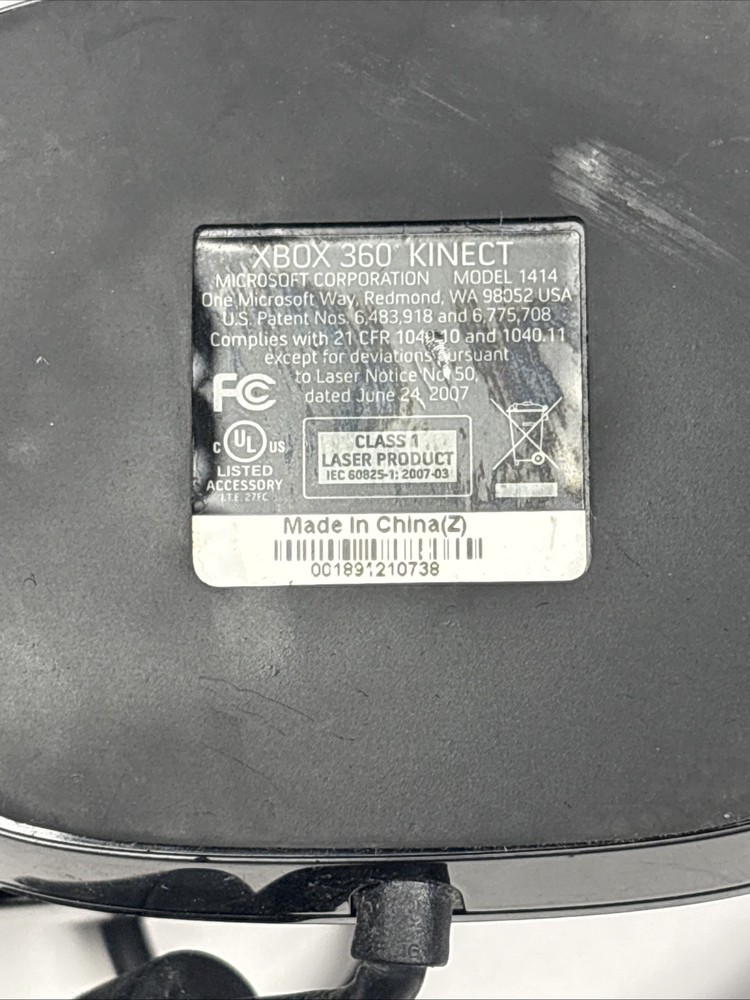 XBOX 360 KINECT
MICROSOFT CORPORATION MODEL 1414
One Microsoft Way, Redmond, WA 98052 USA
U.S. Patent Nos. 6,483,918 and 6,775,708
Complies with 21 CFR 1040.10 and 1040.11
except for deviations pursuant
to Laser Notice No. 50,
dated June 24, 2007
FC
C UL US
LISTED
ACCESSORY
I.T.E. 27FC
CLASS 1
LASER PRODUCT
IEC 60825-1: 2007-03
Made in China(Z)
001891210738